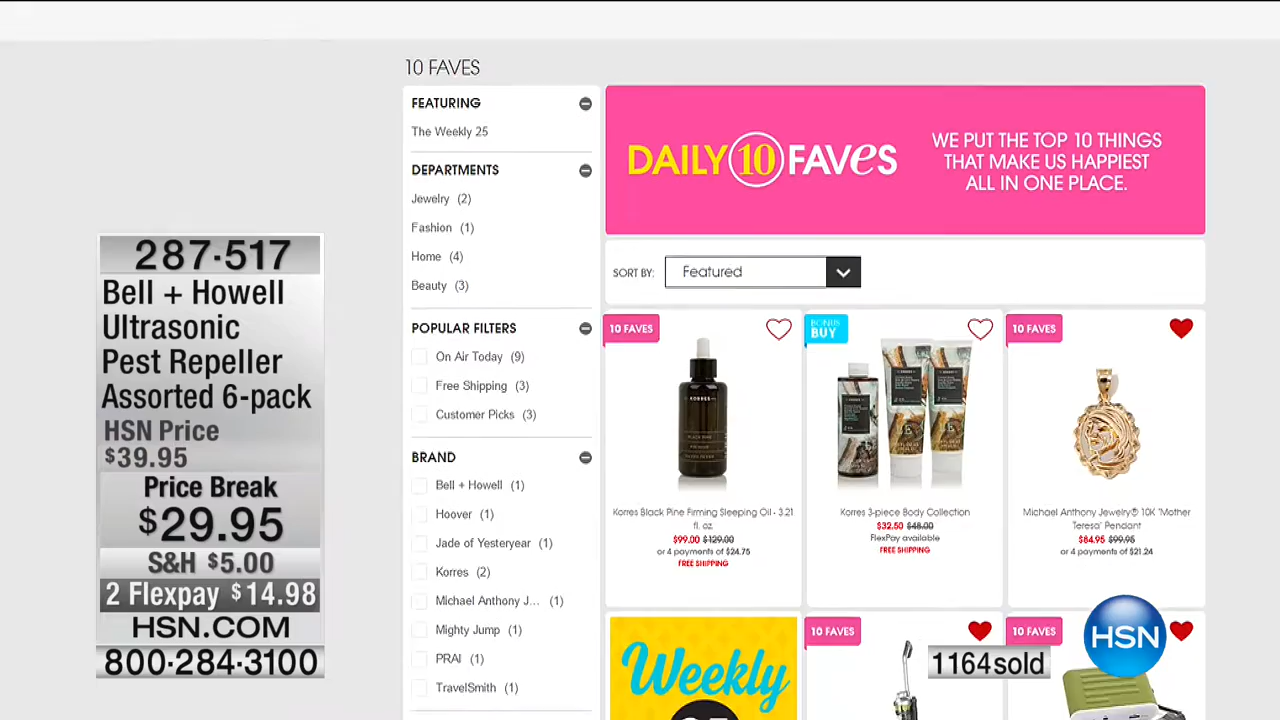 287·517
Bell + Howell
Ultrasonic
Pest Repeller
Assorted 6-pack
HSN Price
$39.95
Price Break
$29.95
S&H $5.00
2 Flexpay $14.98
HSN.COM
800·284·3100
10 FAVES
FEATURING
The Weekly 25
DEPARTMENTS
Jewelry (2)
Fashion (1)
Home (4)
Beauty (3)
POPULAR FILTERS
On Air Today (9)
Free Shipping (3)
Customer Picks (3)
BRAND
Bell + Howell (1)
Hoover (1)
Jade of Yesteryear (1)
Korres (2)
Michael Anthony J... (1)
Mighty Jump (1)
PRAI (1)
TravelSmith (1)
DAILY 10 FAVES
WE PUT THE TOP 10 THINGS
THAT MAKE US HAPPIEST
ALL IN ONE PLACE.
SORT BY: Featured
10 FAVES
KORRES
BLACK PINE
Korres Black Pine Firming Sleeping Oil - 3.21
fl. oz.
$99.00 $129.00
or 4 payments of $24.75
FREE SHIPPING
BONUS
BUY
Korres 3-piece Body Collection
$32.50 $48.00
FlexPay available
FREE SHIPPING
10 FAVES
Michael Anthony Jewelry® 10K "Mother
Teresa" Pendant
$84.95 $99.95
or 4 payments of $21.24
Weekly
10 FAVES
10 FAVES
HSN
1164sold